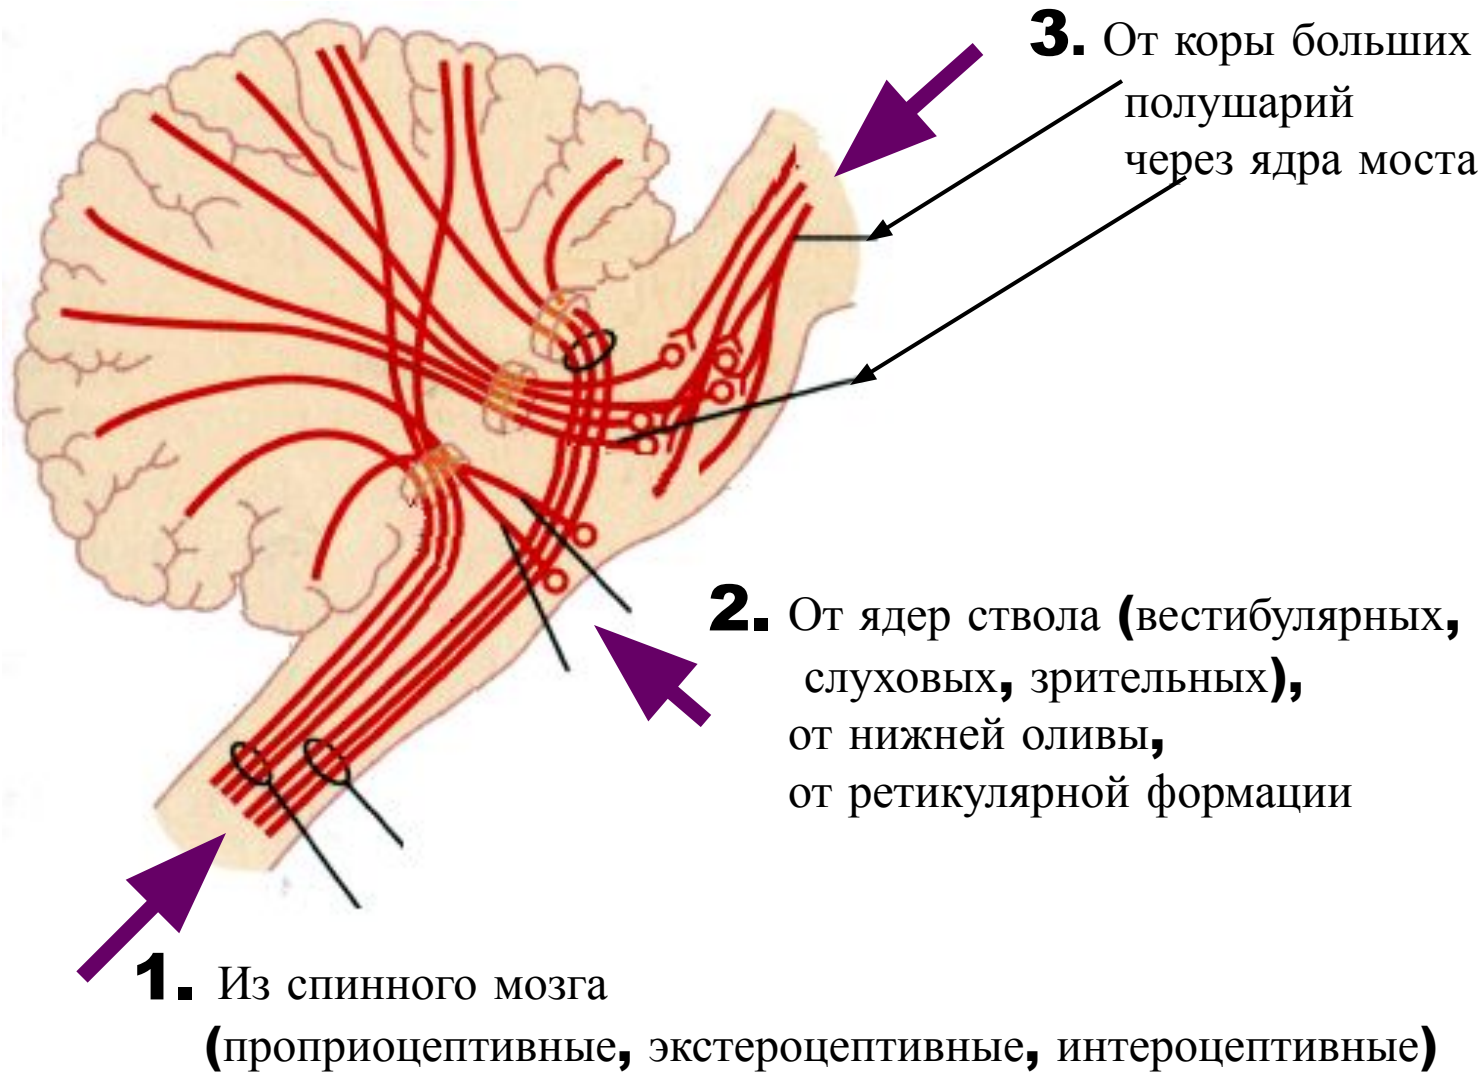 3. От коры больших
полушарий
через ядра моста
2. От ядер ствола (вестибулярных,
слуховых, зрительных),
от нижней оливы,
от ретикулярной формации
1. Из спинного мозга
(проприоцептивные, экстероцептивные, интероцептивные)